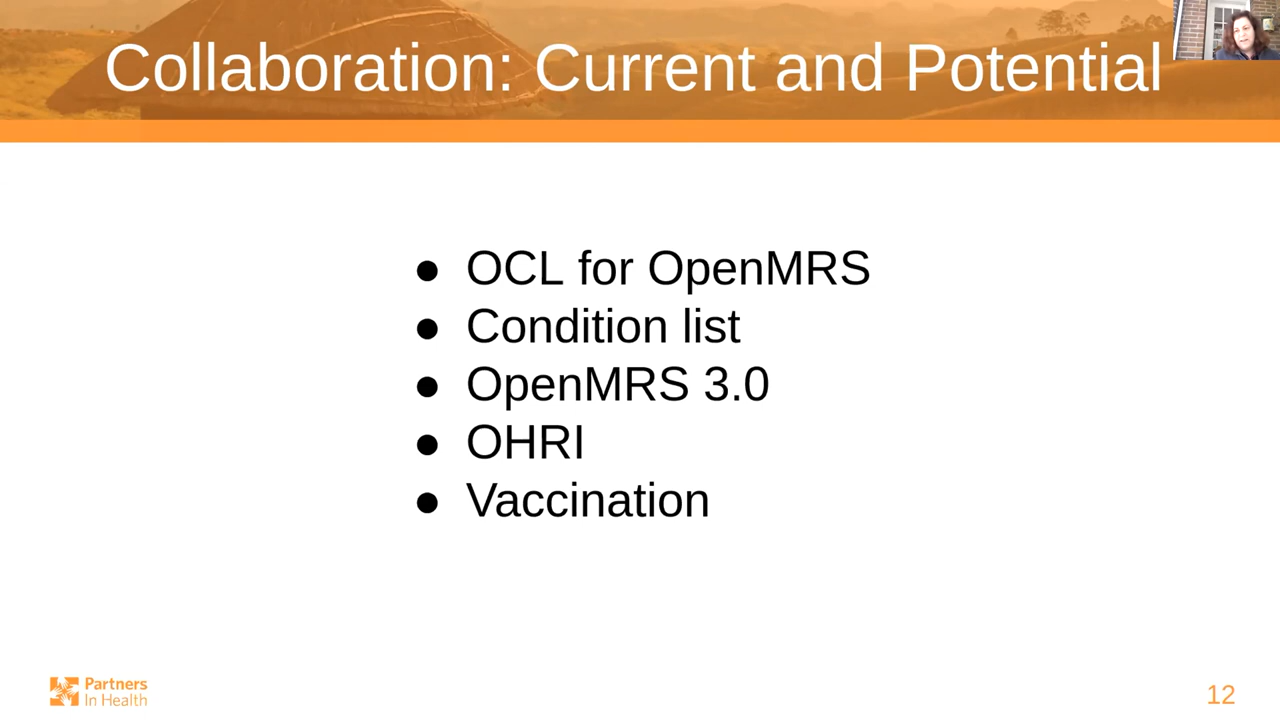 Collaboration: Current and Potential
● OCL for OpenMRS
● Condition list
● OpenMRS 3.0
● OHRI
● Vaccination
Partners
In Health
12